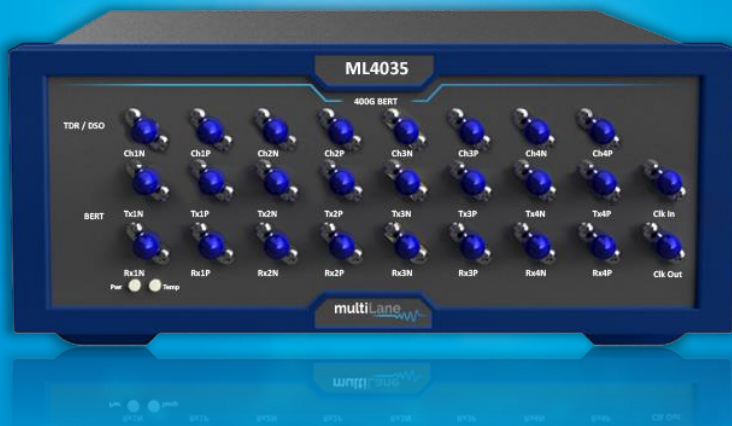 ML4035
400G BERT
TDR / DSO
Ch1N Ch1P Ch2N Ch2P Ch3N Ch3P Ch4N Ch4P
BERT Tx1N Tx1P Tx2N Tx2P Tx3N Tx3P Tx4N Tx4P Clk In
Rx1N Rx1P Rx2N Rx2P Rx3N Rx3P Rx4N Rx4P Clk Out
Pwr Temp
multiLane